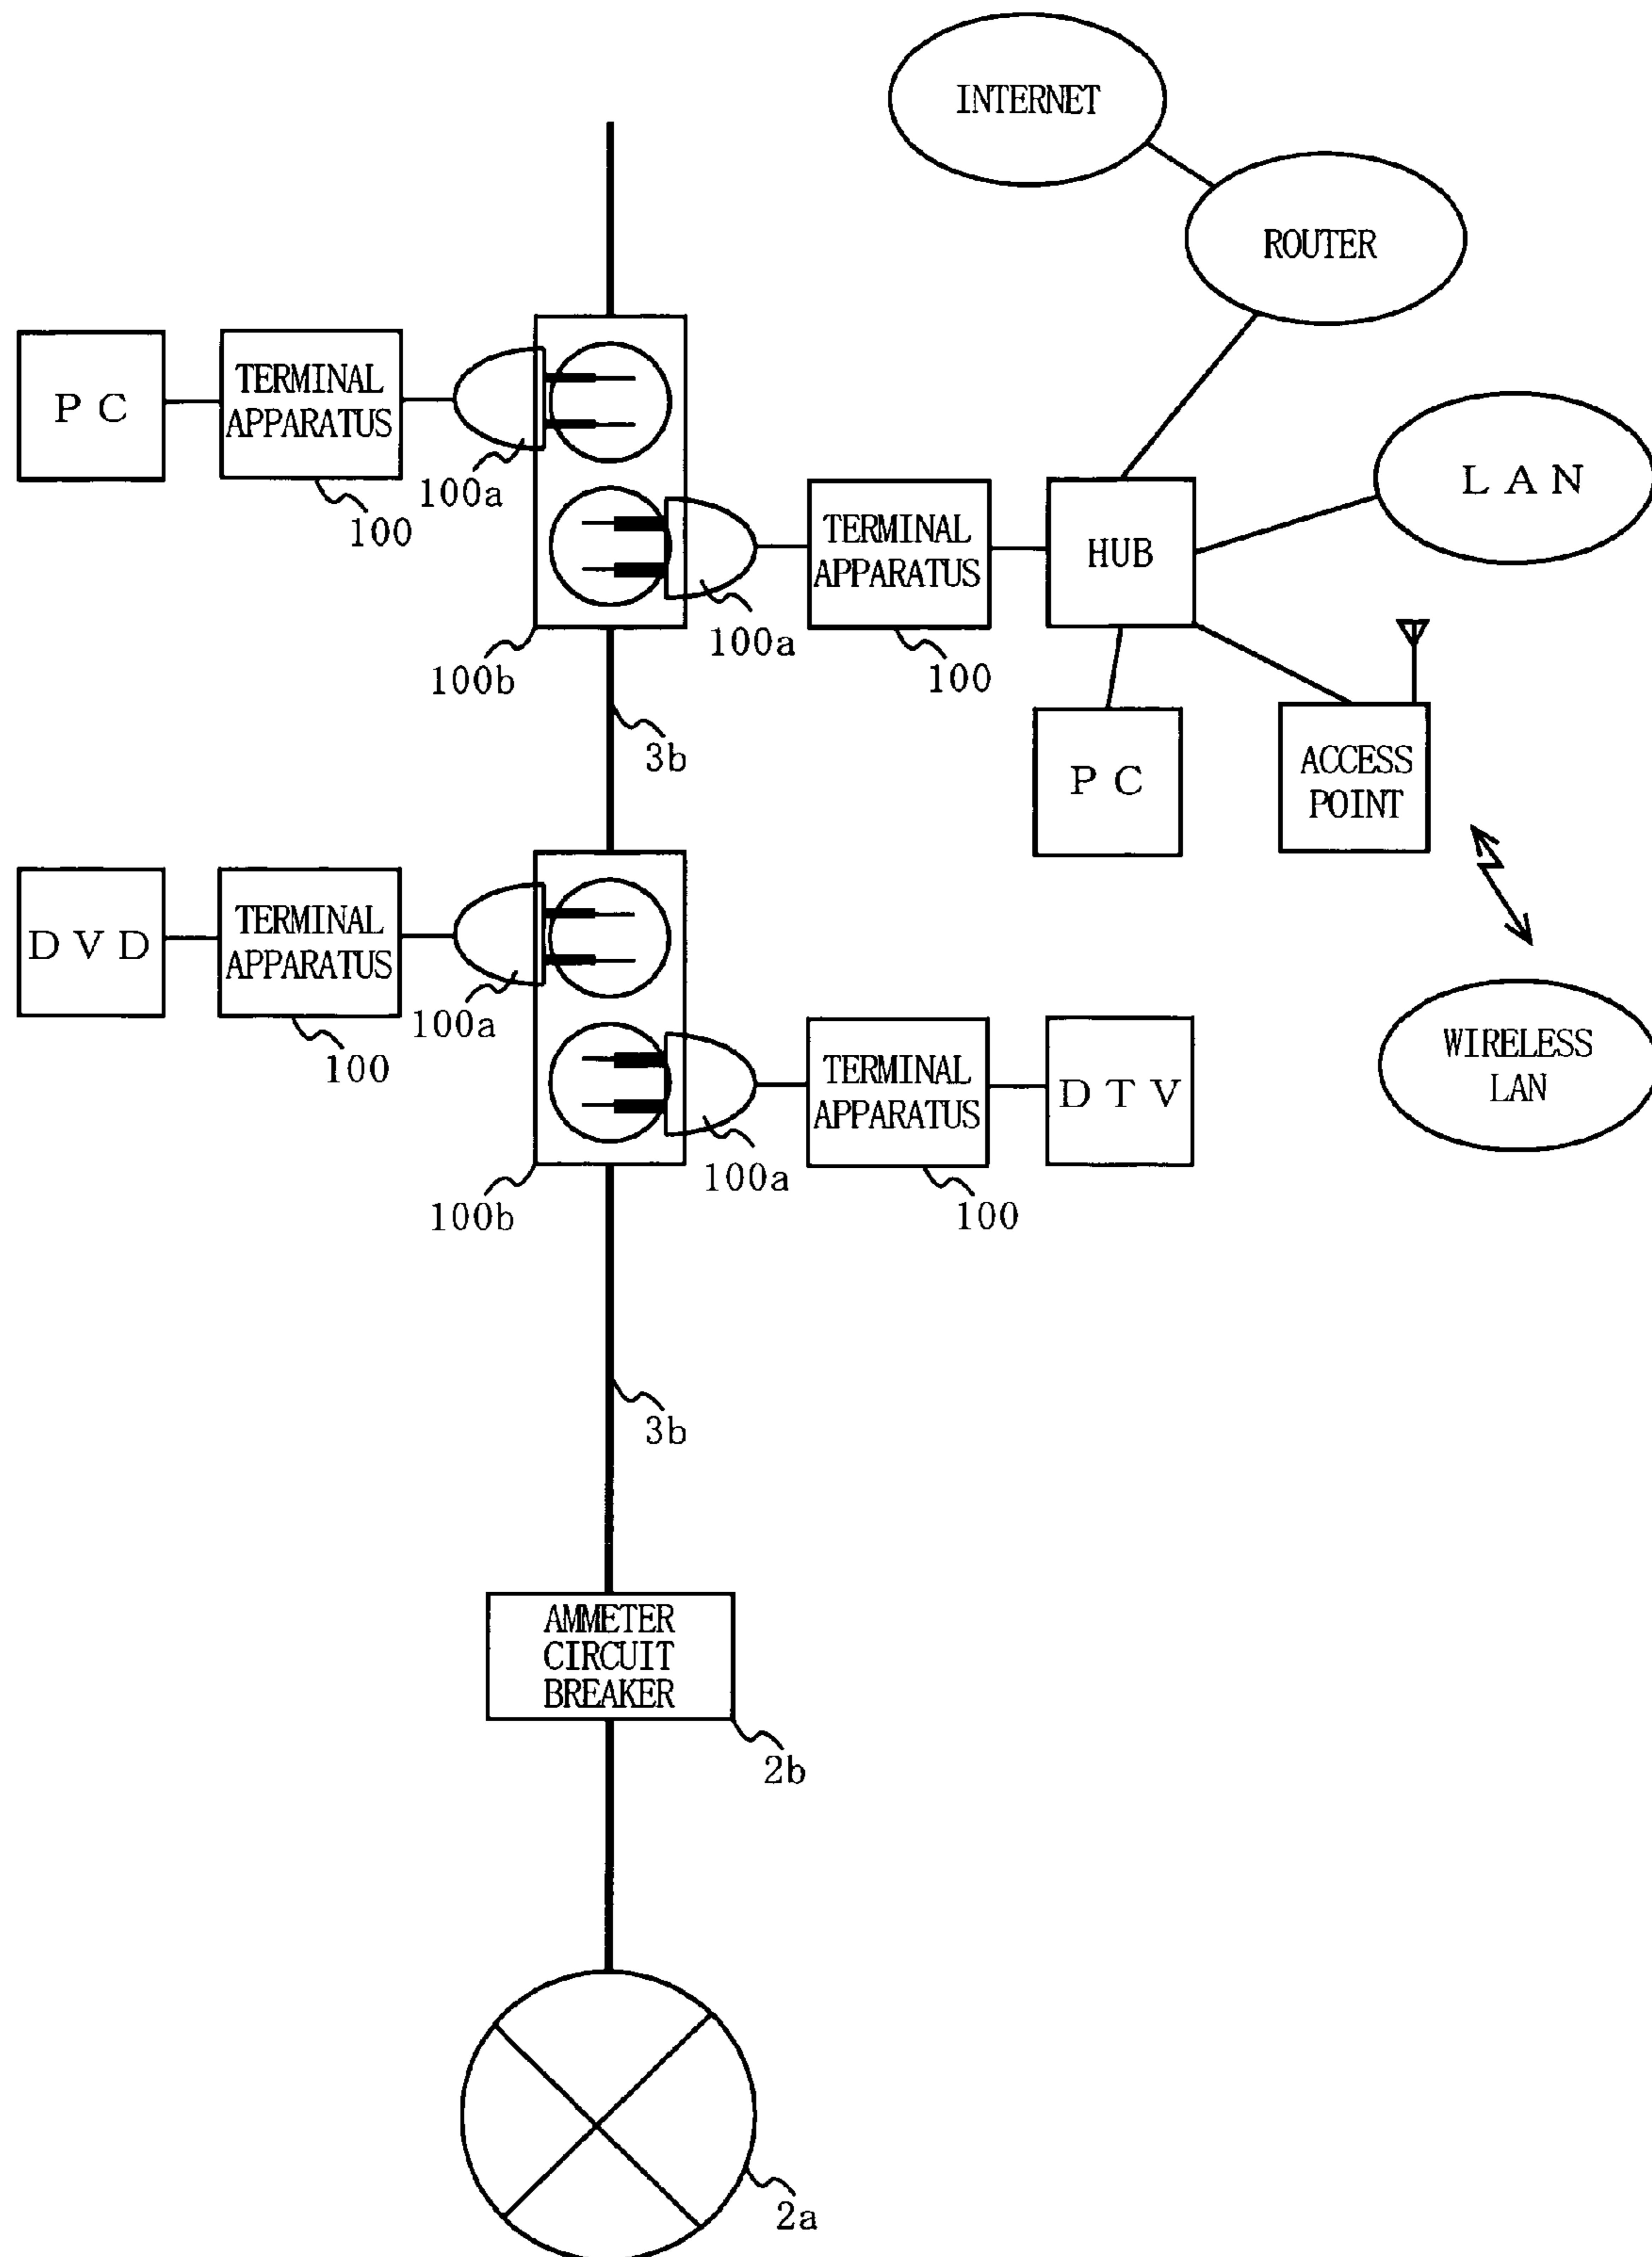 INTERNET
ROUTER
P C
TERMINAL
APPARATUS
100a
100
TERMINAL
APPARATUS
HUB
L A N
100a
100
100b
3b
P C
ACCESS
POINT
D V D
TERMINAL
APPARATUS
100a
100
TERMINAL
APPARATUS
D T V
WIRELESS
LAN
100a
100
100b
3b
AMMETER
CIRCUIT
BREAKER
2b
2a